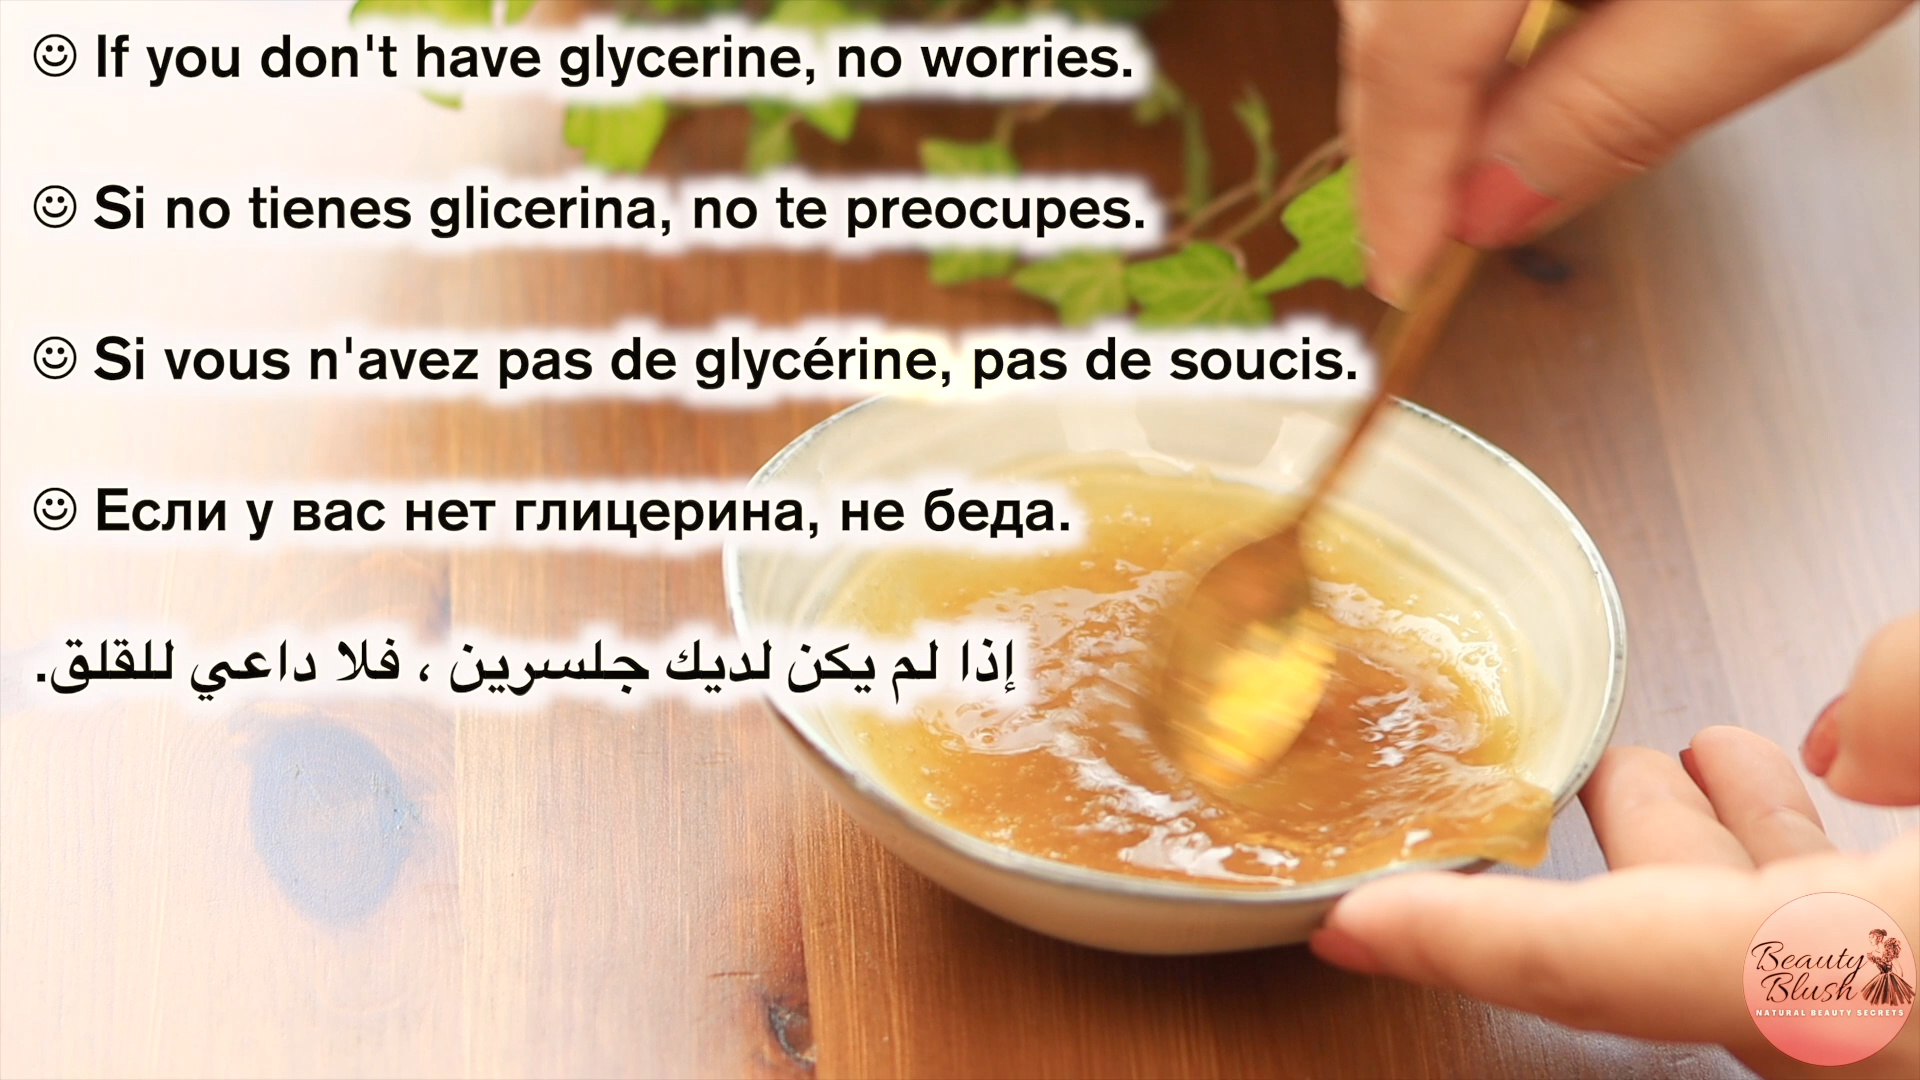 ☺ If you don't have glycerine, no worries.
☺ Si no tienes glicerina, no te preocupes.
☺ Si vous n'avez pas de glycérine, pas de soucis.
☺ Если у вас нет глицерина, не беда.
إذا لم يكن لديك جلسرين ، فلا داعي للقلق.
Beauty
Blush
NATURAL BEAUTY SECRETS